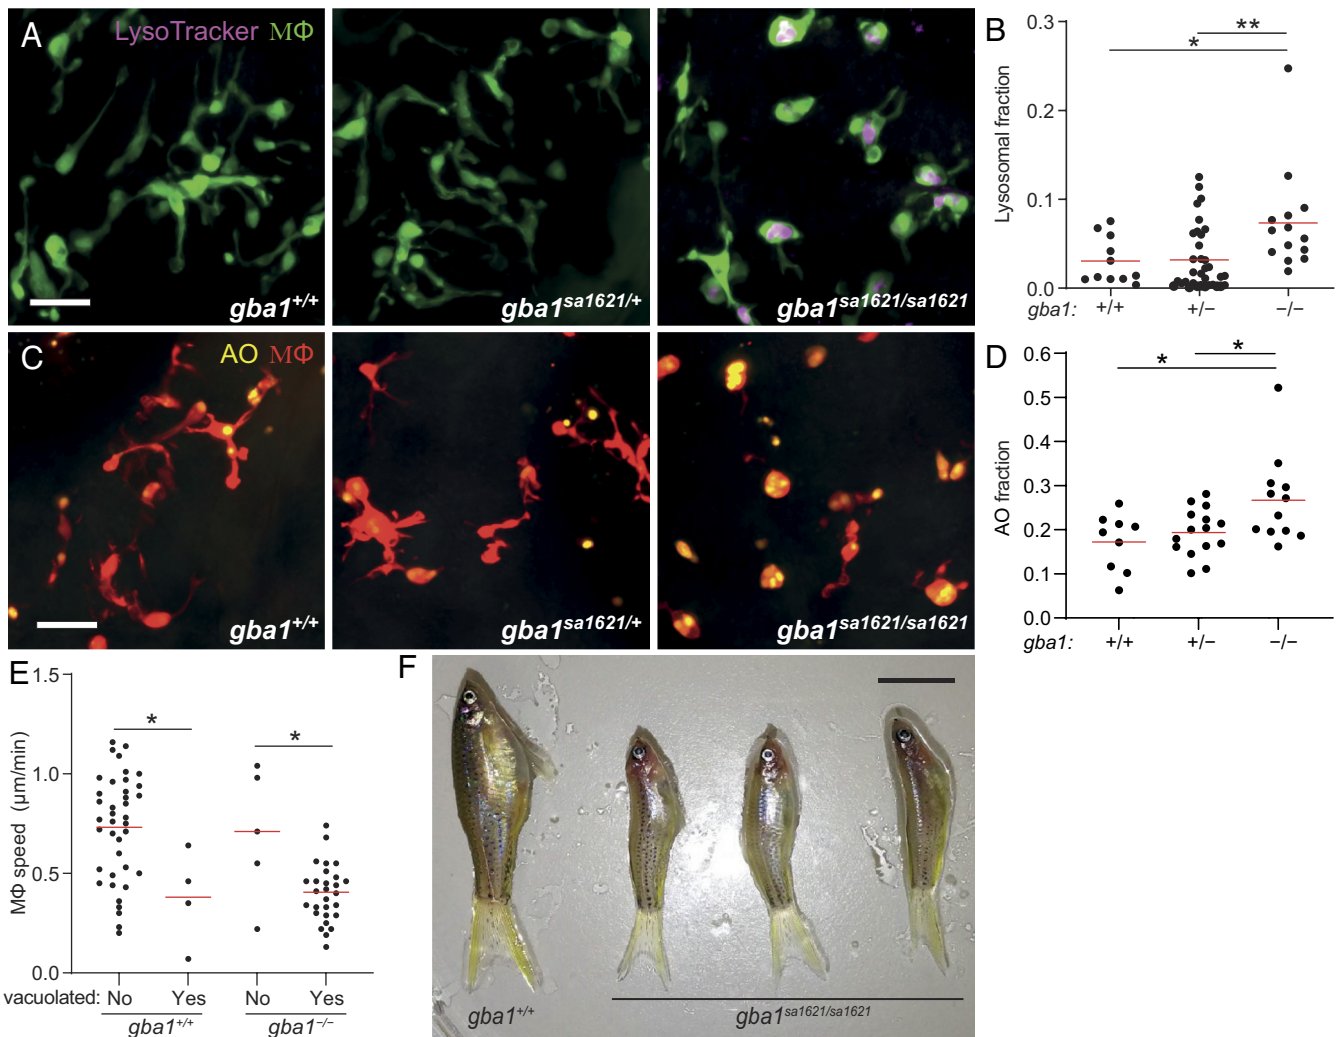 A LysoTracker MΦ
gba1+/+
gba1sa1621/+
gba1sa1621/sa1621
B
Lysosomal fraction
0.3
0.2
0.1
0.0
** 
*
gba1: +/+ +/− −/−
C AO MΦ
gba1+/+
gba1sa1621/+
gba1sa1621/sa1621
D
AO fraction
0.6
0.5
0.4
0.3
0.2
0.1
0.0
* *
gba1: +/+ +/− −/−
E
MΦ speed (µm/min)
1.5
1.0
0.5
0.0
* *
vacuolated: No Yes No Yes
gba1+/+ gba1−/−
F
gba1+/+ gba1sa1621/sa1621